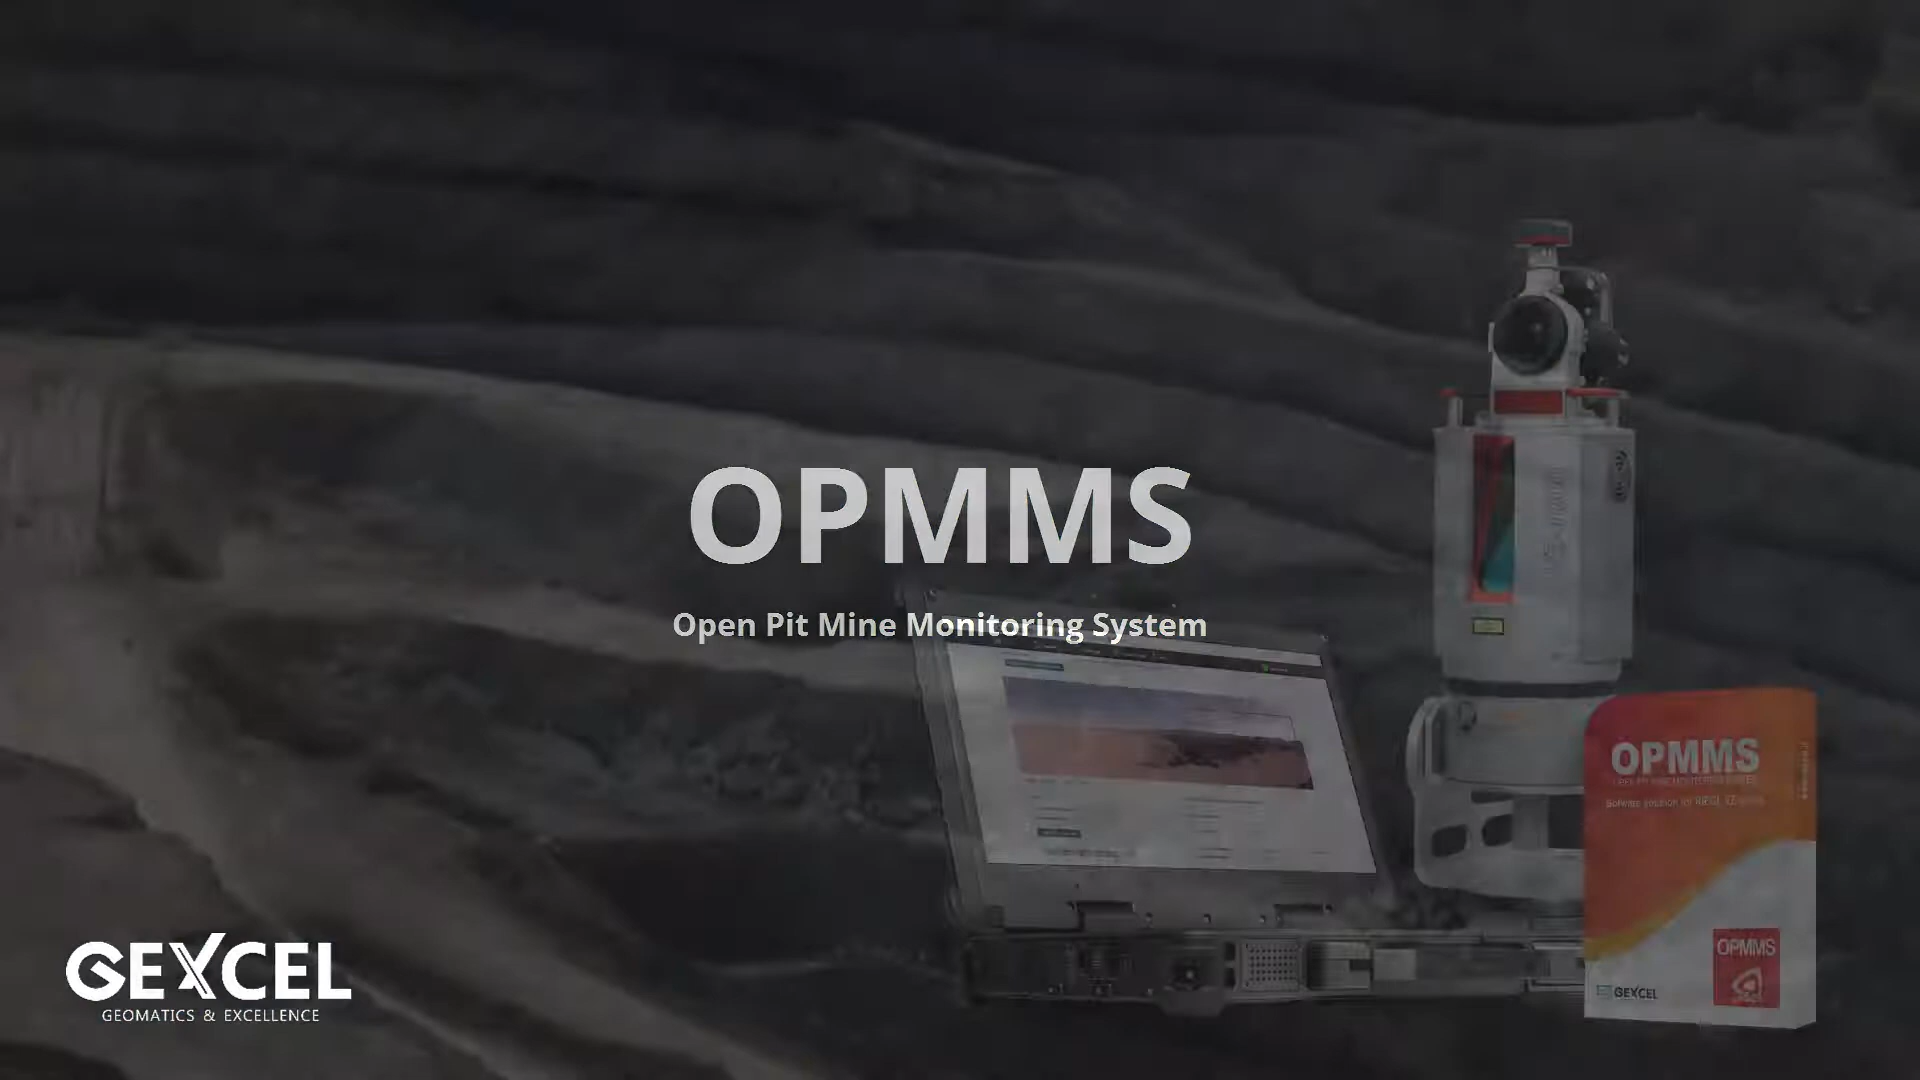 OPMMS
Open Pit Mine Monitoring System
OPMMS
OPMMS
GEXCEL
GEXCEL
GEOMATICS & EXCELLENCE